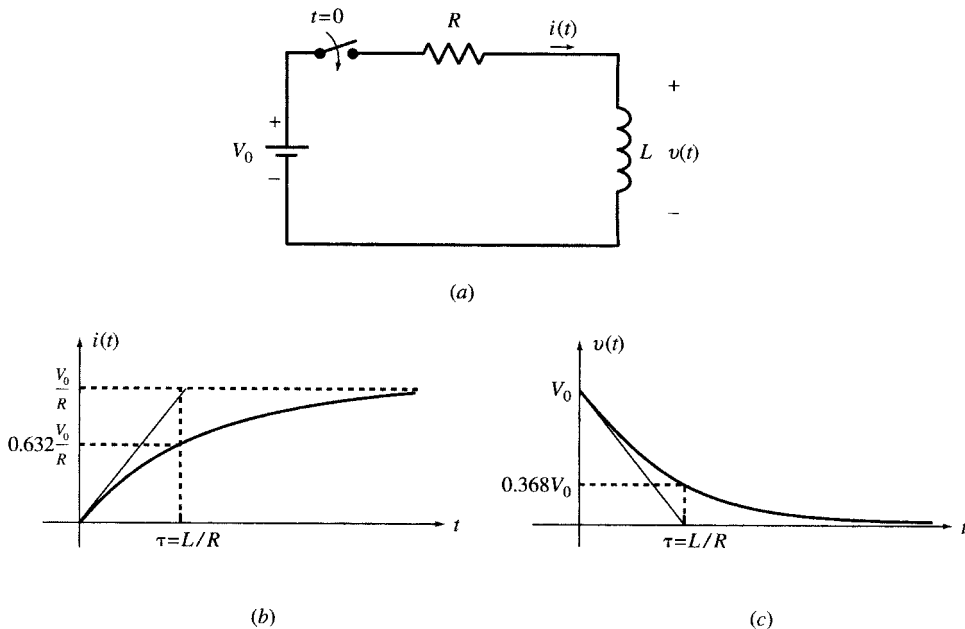 t=0
R
i(t)
+
+
V₀
L
υ(t)
−
−
(a)
i(t)
V₀/R
0.632 V₀/R
t
τ=L/R
(b)
υ(t)
V₀
0.368V₀
t
τ=L/R
(c)